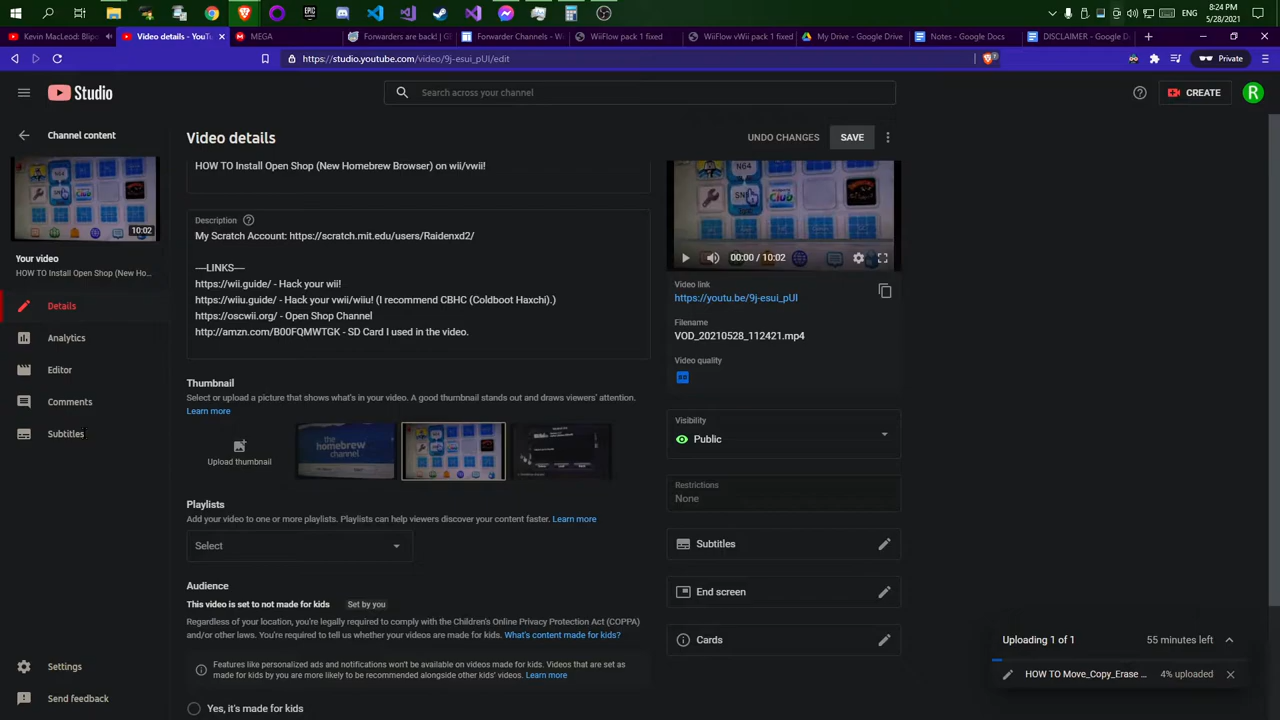 8:24 PM
ENG
5/28/2021
Kevin MacLeod: Blipp
Video details - YouTu
MEGA
Forwarders are back! | G
Forwarder Channels - W
WiiFlow pack 1 fixed
WiiFlow vWii pack 1 fixed
My Drive - Google Drive
Notes - Google Docs
DISCLAIMER - Google D
https://studio.youtube.com/video/9j-esui_pUI/edit
Private
Studio
Search across your channel
CREATE
R
Channel content
Video details
UNDO CHANGES
SAVE
HOW TO Install Open Shop (New Homebrew Browser) on wii/vwii!
10:02
Your video
HOW TO Install Open Shop (New Ho...
Details
Analytics
Editor
Comments
Subtitles
Settings
Send feedback
Description
My Scratch Account: https://scratch.mit.edu/users/Raidenxd2/
----LINKS----
https://wii.guide/ - Hack your wii!
https://wiiu.guide/ - Hack your vwii/wiiu! (I recommend CBHC (Coldboot Haxchi).)
https://oscwii.org/ - Open Shop Channel
http://amzn.com/B00FQMWTGK - SD Card I used in the video.
Thumbnail
Select or upload a picture that shows what's in your video. A good thumbnail stands out and draws viewers' attention.
Learn more
Upload thumbnail
the
homebrew
channel
Playlists
Add your video to one or more playlists. Playlists can help viewers discover your content faster. Learn more
Select
Audience
This video is set to not made for kids Set by you
Regardless of your location, you're legally required to comply with the Children's Online Privacy Protection Act (COPPA)
and/or other laws. You're required to tell us whether your videos are made for kids. What's content made for kids?
Features like personalized ads and notifications won't be available on videos made for kids. Videos that are set as
made for kids by you are more likely to be recommended alongside other kids' videos. Learn more
Yes, it's made for kids
N64
Club
00:00 / 10:02
Video link
https://youtu.be/9j-esui_pUI
Filename
VOD_20210528_112421.mp4
Video quality
Visibility
Public
Restrictions
None
Subtitles
End screen
Cards
Uploading 1 of 1
55 minutes left
HOW TO Move_Copy_Erase ...
4% uploaded